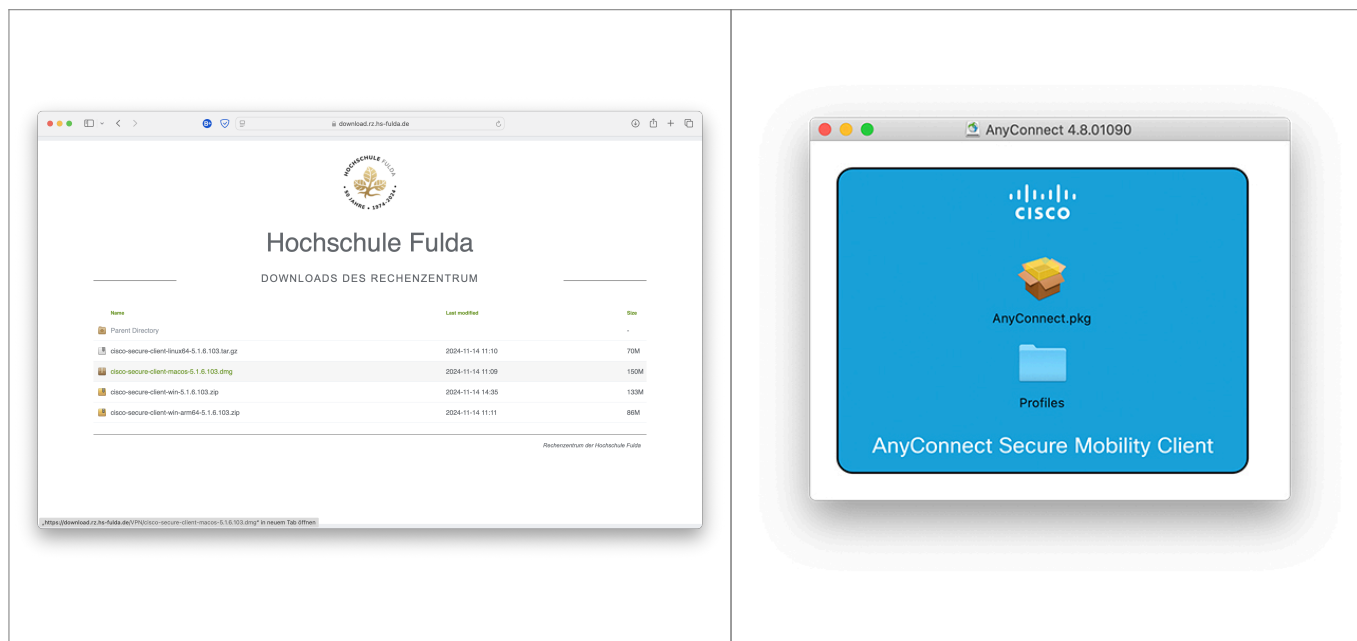 download.rz.hs-fulda.de
HOCHSCHULE FULDA
50 JAHRE • 1974-2024
Hochschule Fulda
DOWNLOADS DES RECHENZENTRUM
Name Last modified Size
Parent Directory -
cisco-secure-client-linux64-5.1.6.103.tar.gz 2024-11-14 11:10 70M
cisco-secure-client-macos-5.1.6.103.dmg 2024-11-14 11:09 150M
cisco-secure-client-win-5.1.6.103.zip 2024-11-14 14:35 133M
cisco-secure-client-win-arm64-5.1.6.103.zip 2024-11-14 11:11 86M
Rechenzentrum der Hochschule Fulda
„https://download.rz.hs-fulda.de/VPN/cisco-secure-client-macos-5.1.6.103.dmg" in neuem Tab öffnen
AnyConnect 4.8.01090
CISCO
AnyConnect.pkg
Profiles
AnyConnect Secure Mobility Client